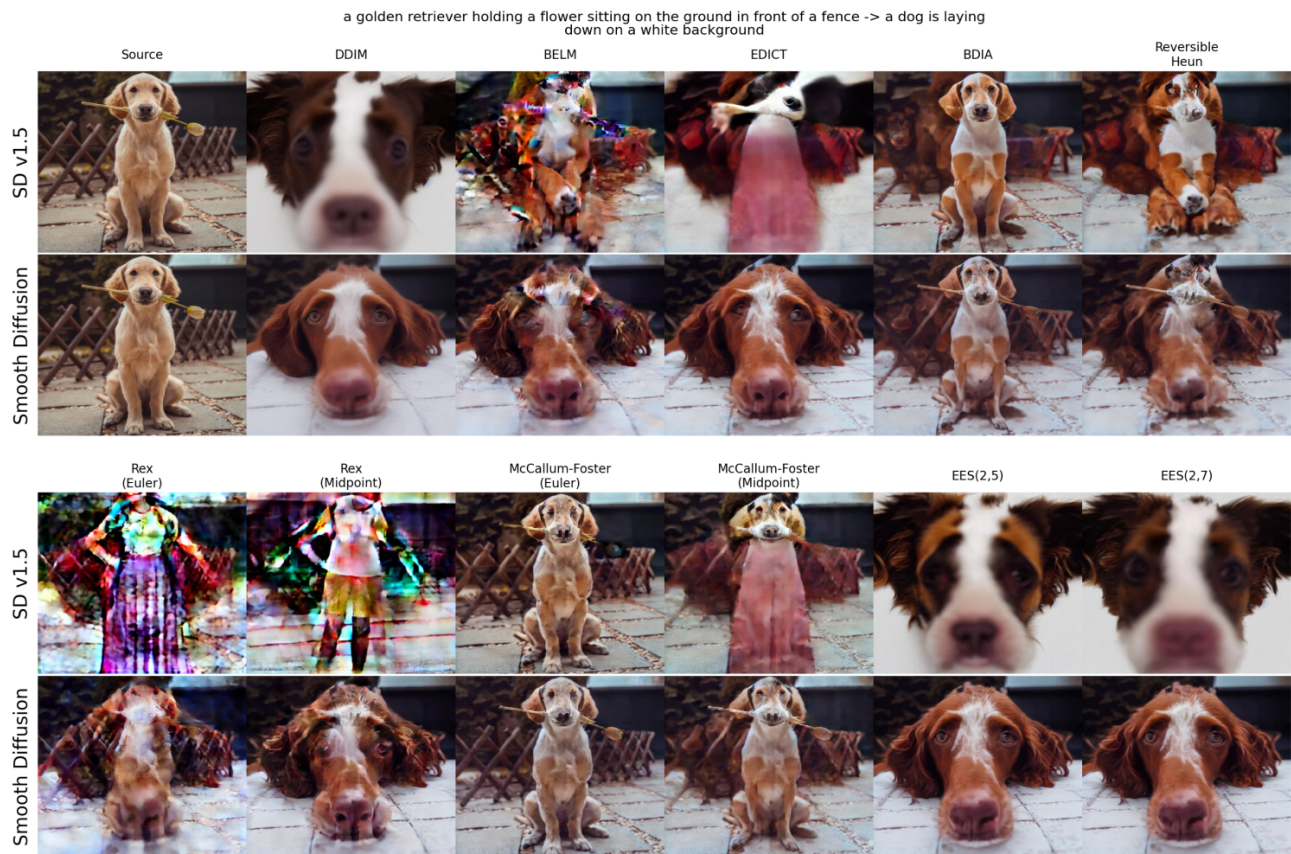 a golden retriever holding a flower sitting on the ground in front of a fence -> a dog is laying
down on a white background
Source
DDIM
BELM
EDICT
BDIA
Reversible
Heun
SD v1.5
Smooth Diffusion
Rex
(Euler)
Rex
(Midpoint)
McCallum-Foster
(Euler)
McCallum-Foster
(Midpoint)
EES(2,5)
EES(2,7)
SD v1.5
Smooth Diffusion